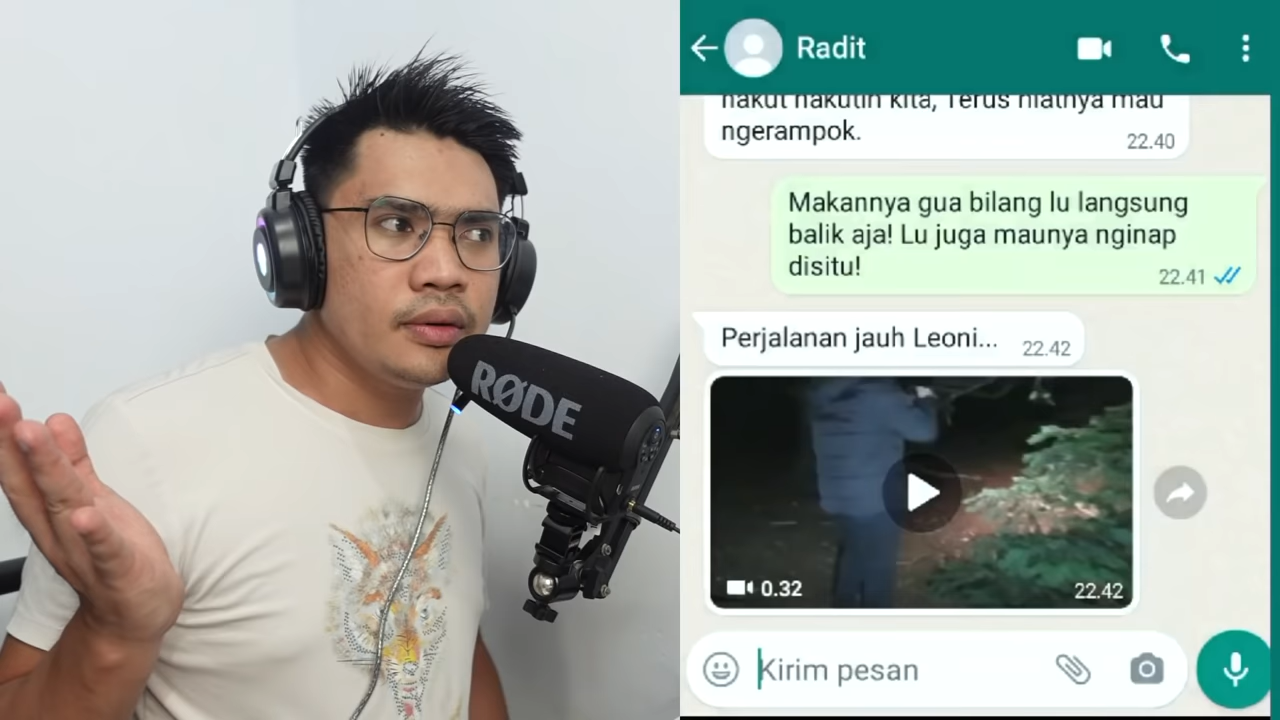 RØDE
Radit
nakut nakutin kita, Terus niatnya mau
ngerampok.
22.40
Makannya gua bilang lu langsung
balik aja! Lu juga maunya nginap
disitu!
22.41
Perjalanan jauh Leoni...
22.42
0.32
22.42
Kirim pesan